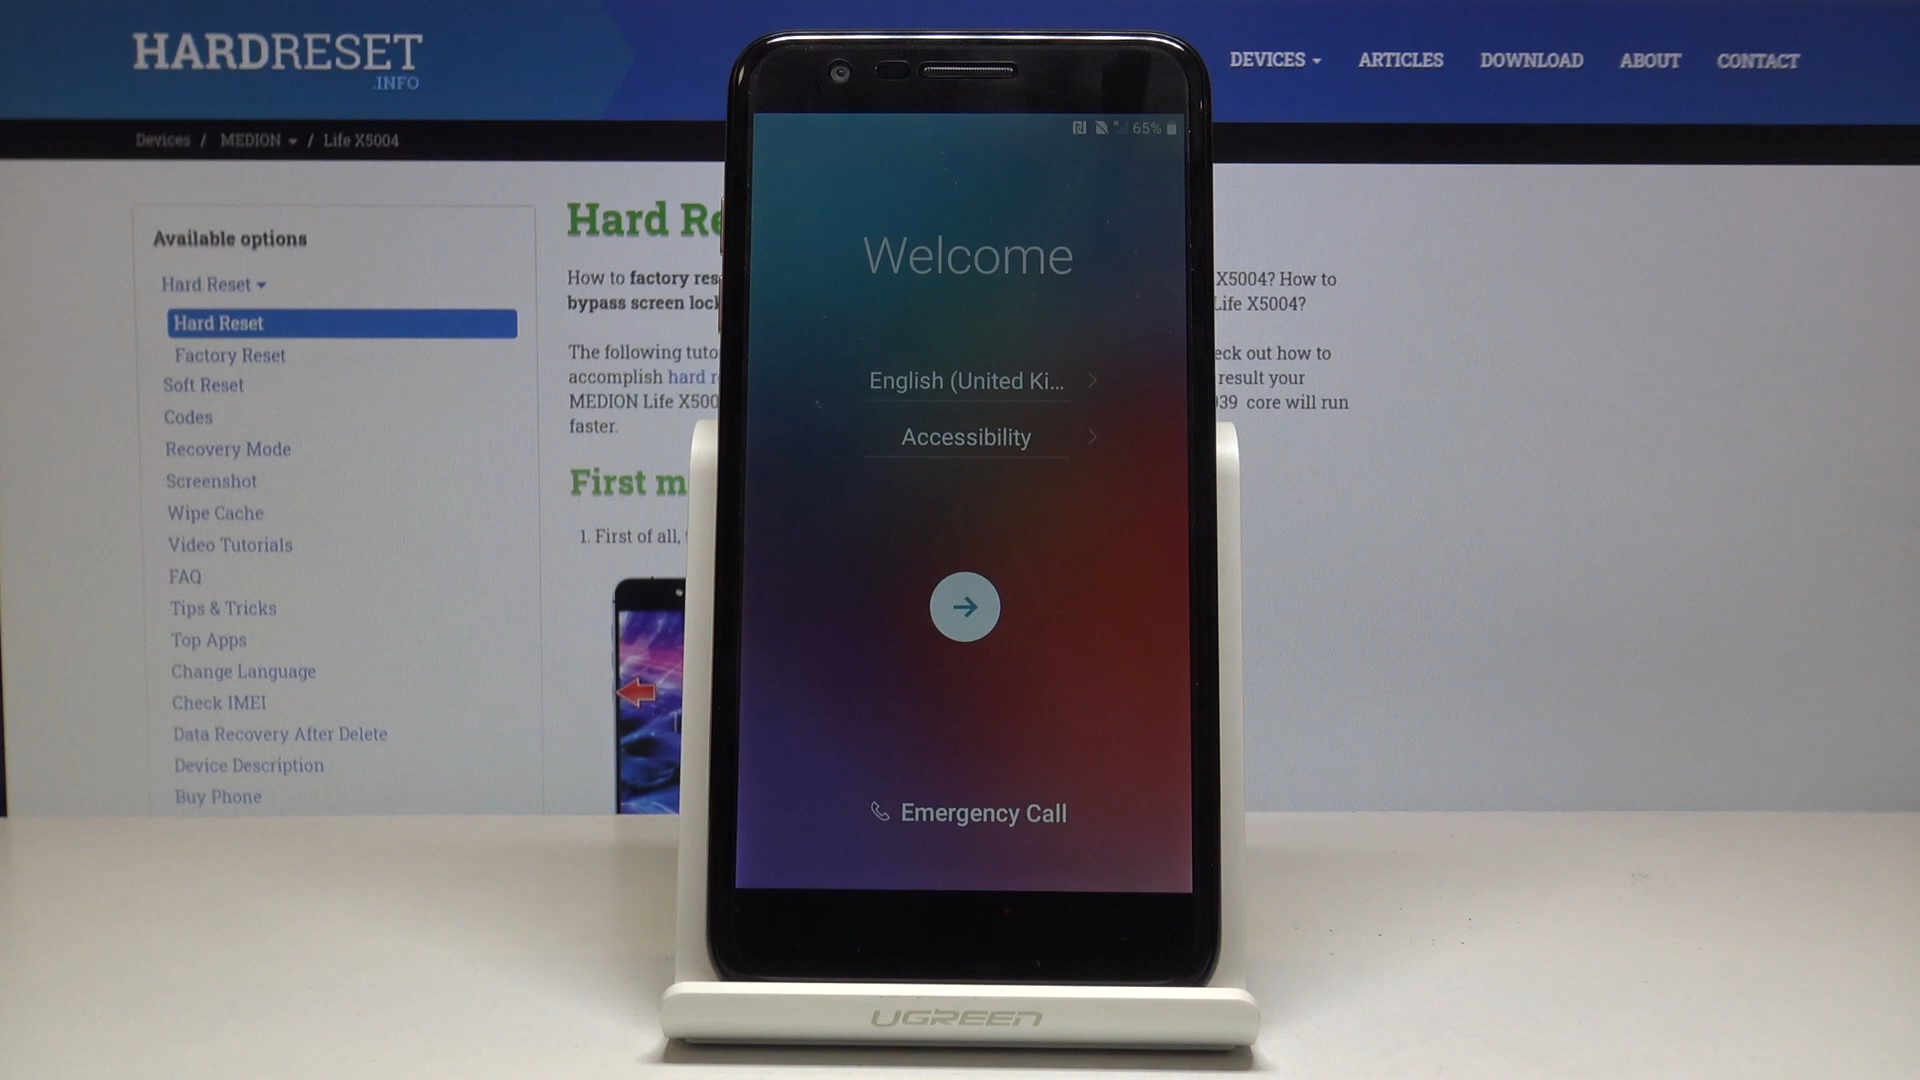 HARDRESET
.INFO
DEVICES ARTICLES DOWNLOAD ABOUT CONTACT
Devices / MEDION / Life X5004
Available options
Hard Reset
Hard Reset
Factory Reset
Soft Reset
Codes
Recovery Mode
Screenshot
Wipe Cache
Video Tutorials
FAQ
Tips & Tricks
Top Apps
Change Language
Check IMEI
Data Recovery After Delete
Device Description
Buy Phone
Hard Re
How to factory res X5004? How to
bypass screen lock Life X5004?
The following tuto eck out how to
accomplish hard r result your
MEDION Life X500 39 core will run
faster.
First m
1. First of all,
65%
Welcome
English (United Ki...
Accessibility
Emergency Call
UGREEN